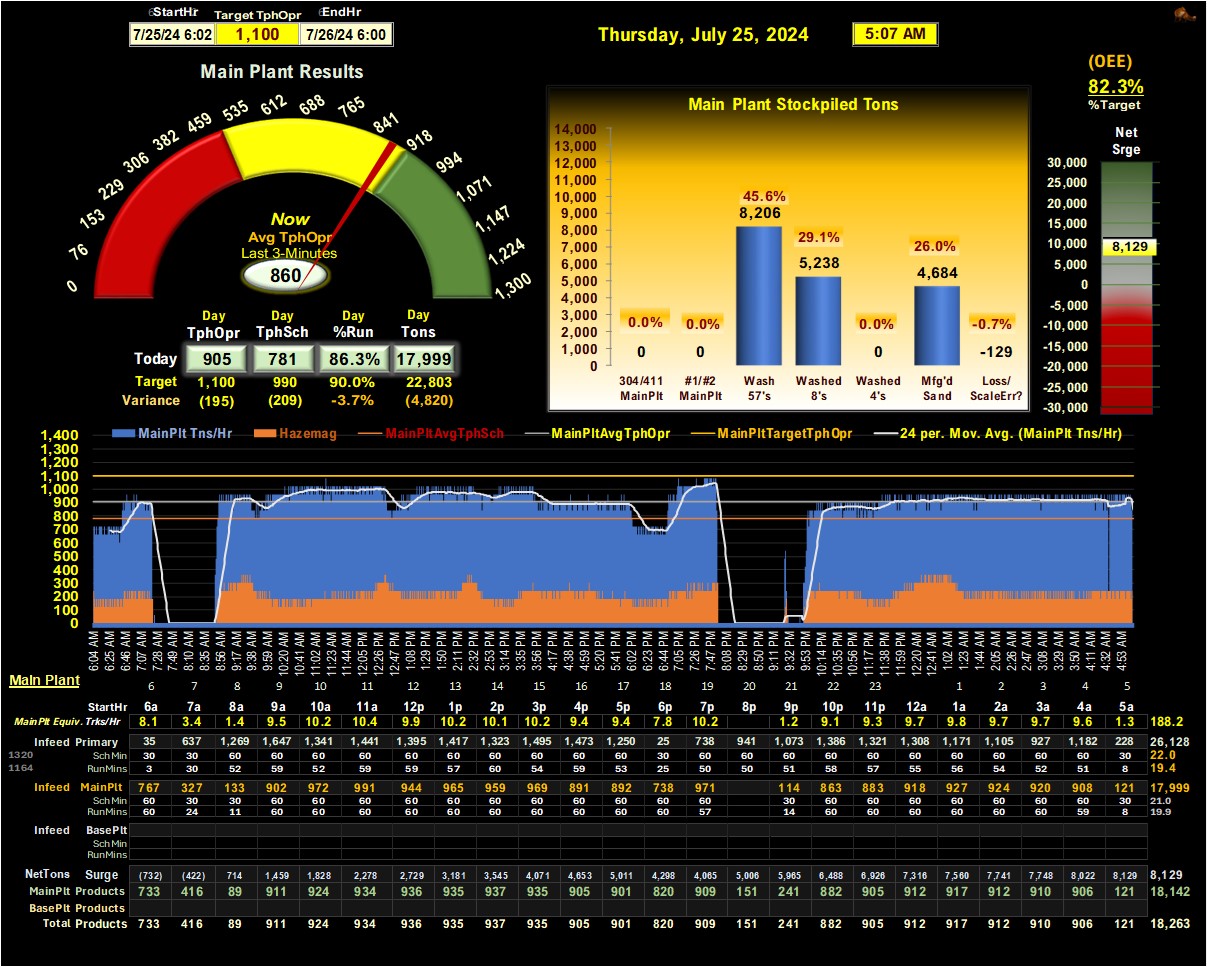 StartHr Target TphOpr EndHr
7/25/24 6:02 1,100 7/26/24 6:00
Thursday, July 25, 2024 5:07 AM
(OEE)
82.3%
%Target
Main Plant Results
0 76 153 229 306 382 459 535 612 688 765 841 918 994 1,071 1,147 1,224 1,300
Now
Avg TphOpr
Last 3-Minutes
860
Day Day Day Day
TphOpr TphSch %Run Tons
Today 905 781 86.3% 17,999
Target 1,100 990 90.0% 22,803
Variance (195) (209) -3.7% (4,820)
Main Plant Stockpiled Tons
14,000
13,000
12,000
11,000
10,000
9,000
8,000
7,000
6,000
5,000
4,000
3,000
2,000
1,000
0
0.0% 0.0% 45.6% 29.1% 0.0% 26.0% -0.7%
0 0 8,206 5,238 0 4,684 -129
304/411 #1/#2 Wash Washed Washed Mfg'd Loss/
MainPlt MainPlt 57's 8's 4's Sand ScaleErr?
Net
Srge
30,000
25,000
20,000
15,000
10,000
5,000
0
-5,000
-10,000
-15,000
-20,000
-25,000
-30,000
8,129
MainPlt Tns/Hr Hazemag MainPltAvgTphSch MainPltAvgTphOpr MainPltTargetTphOpr 24 per. Mov. Avg. (MainPlt Tns/Hr)
1,400
1,300
1,200
1,100
1,000
900
800
700
600
500
400
300
200
100
0
6:04 AM 6:25 AM 6:46 AM 7:07 AM 7:28 AM 7:49 AM 8:10 AM 8:35 AM 8:56 AM 9:17 AM 9:38 AM 9:59 AM 10:20 AM 10:41 AM 11:02 AM 11:23 AM 11:44 AM 12:05 PM 12:26 PM 12:47 PM 1:08 PM 1:29 PM 1:50 PM 2:11 PM 2:32 PM 2:53 PM 3:14 PM 3:35 PM 3:56 PM 4:17 PM 4:38 PM 4:59 PM 5:20 PM 5:41 PM 6:02 PM 6:23 PM 6:44 PM 7:05 PM 7:26 PM 7:47 PM 8:08 PM 8:29 PM 8:50 PM 9:11 PM 9:32 PM 9:53 PM 10:14 PM 10:35 PM 10:56 PM 11:17 PM 11:38 PM 11:59 PM 12:20 AM 12:41 AM 1:02 AM 1:23 AM 1:44 AM 2:05 AM 2:26 AM 2:47 AM 3:08 AM 3:29 AM 3:50 AM 4:11 AM 4:32 AM 4:53 AM
Main Plant
6 7 8 9 10 11 12 13 14 15 16 17 18 19 20 21 22 23 1 2 3 4 5
StartHr 6a 7a 8a 9a 10a 11a 12p 1p 2p 3p 4p 5p 6p 7p 8p 9p 10p 11p 12a 1a 2a 3a 4a 5a
MainPlt Equiv. Trks/Hr 8.1 3.4 1.4 9.5 10.2 10.4 9.9 10.2 10.1 10.2 9.4 9.4 7.8 10.2 1.2 9.1 9.3 9.7 9.8 9.7 9.7 9.6 1.3 188.2
Infeed Primary 35 637 1,269 1,647 1,341 1,441 1,395 1,417 1,323 1,495 1,473 1,250 25 738 941 1,073 1,386 1,321 1,308 1,171 1,105 927 1,182 228 26,128
1320 Sch Min 30 30 60 60 60 60 60 60 60 60 60 60 30 60 60 60 60 60 60 60 60 60 60 30 22.0
1164 RunMin 3 30 52 59 52 59 59 57 60 54 59 53 25 50 50 51 58 57 55 56 54 52 51 8 19.4
Infeed MainPlt 767 327 133 902 972 991 944 965 959 969 891 892 738 971 114 863 883 918 927 924 920 908 121 17,999
Sch Min 60 30 30 60 60 60 60 60 60 60 60 60 60 60 30 60 60 60 60 60 60 60 30 21.0
RunMins 60 24 11 60 60 60 60 60 60 60 60 60 60 57 14 60 60 60 60 60 60 59 8 19.9
Infeed BasePlt
Sch Min
RunMins
NetTons Surge (732) (422) 714 1,459 1,828 2,278 2,729 3,181 3,545 4,071 4,653 5,011 4,298 4,065 5,006 5,965 6,488 6,926 7,316 7,560 7,741 7,748 8,022 8,129 8,129
MainPlt Products 733 416 89 911 924 934 936 935 937 935 905 901 820 909 151 241 882 905 912 917 912 910 906 121 18,142
BasePlt Products
Total Products 733 416 89 911 924 934 936 935 937 935 905 901 820 909 151 241 882 905 912 917 912 910 906 121 18,263